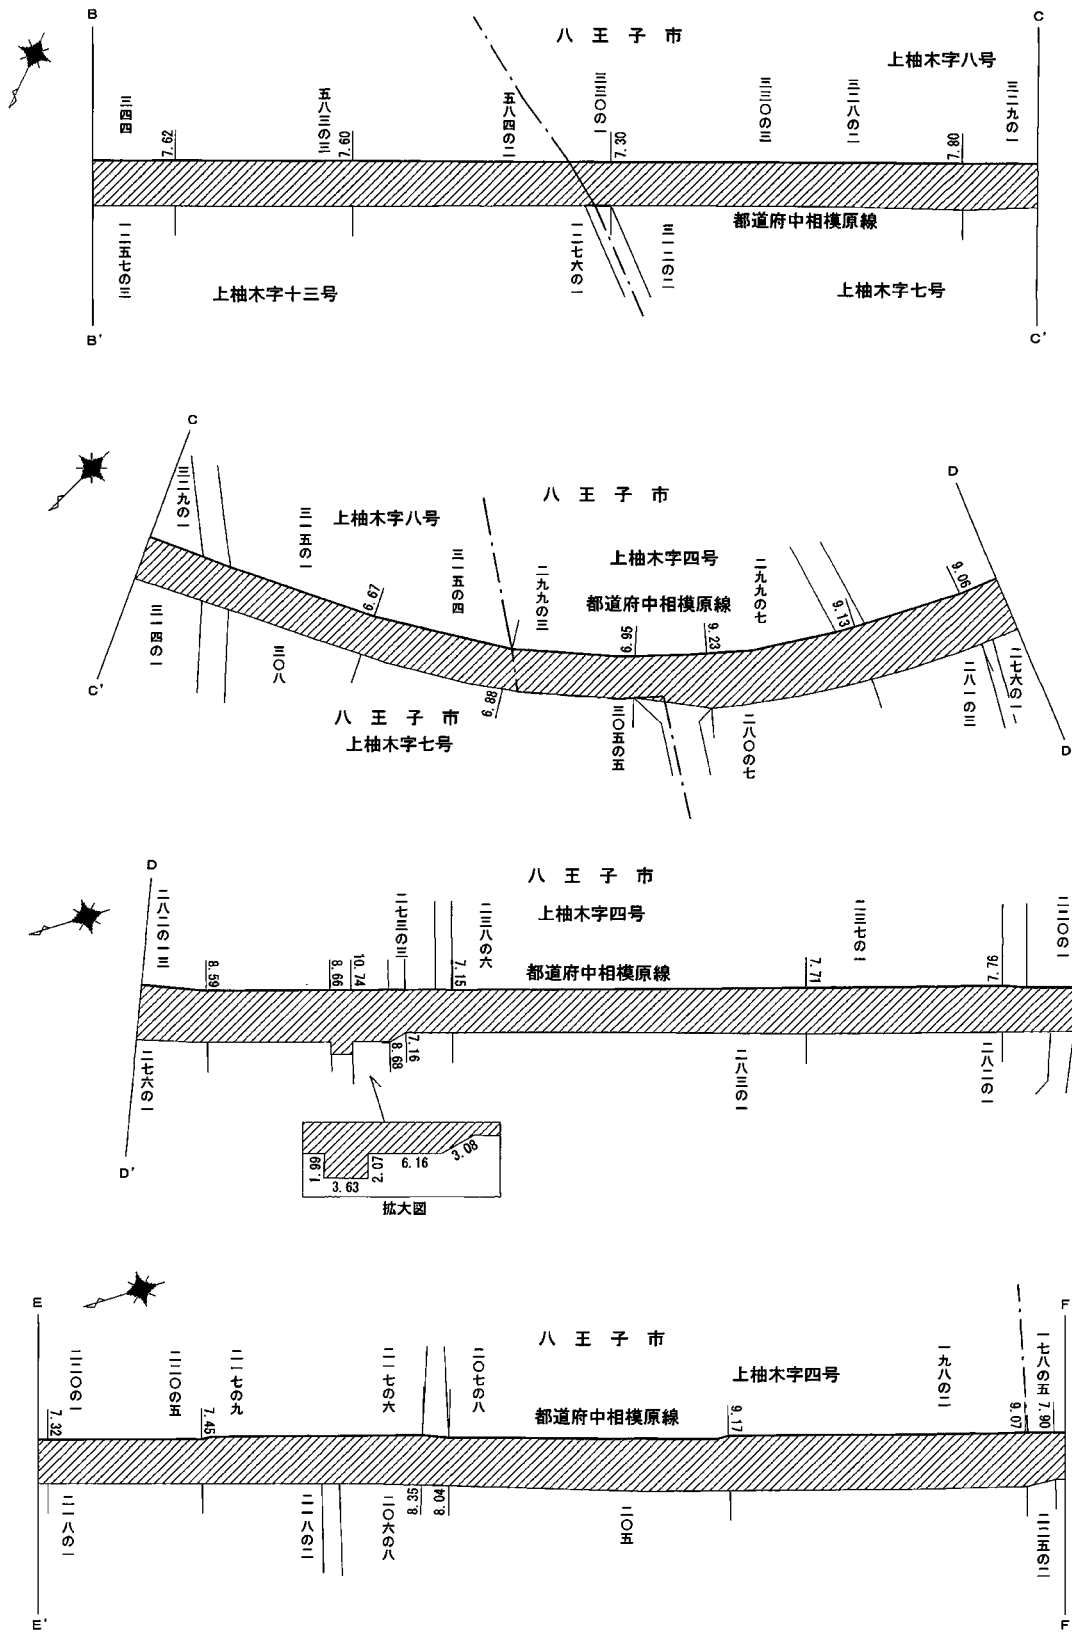 B
C
八王子市
上柚木字八号
三四四
7.62
五八三の三
7.60
五八四の二
三三〇の一
7.30
三三〇の三
三二八の二
7.80
三二九の一
都道府中相模原線
一二五七の三
上柚木字十三号
一二七六の一
三一二の二
上柚木字七号
B'
C'
C
D
八王子市
三二九の一
三一五の一
上柚木字八号
6.67
三一五の四
二九九の三
上柚木字四号
都道府中相模原線
6.95
9.23
二九九の七
9.13
9.06
三一四の一
三〇八
6.88
八王子市
上柚木字七号
三〇五の五
二八〇の七
二八一の三
二七六の一
C'
D
D
八王子市
上柚木字四号
二八二の一三
8.59
8.66
10.74
二七三の三
7.15
二三八の六
都道府中相模原線
7.71
二三七の一
7.76
二二〇の一
二七六の一
8.68
7.16
二八三の一
二八二の一
D'
1.99
3.63
2.07
6.16
3.08
拡大図
E
F
八王子市
上柚木字四号
7.32
二二〇の一
二二〇の五
7.45
二一七の九
二一七の六
二〇七の八
都道府中相模原線
9.17
一九八の二
9.07
一七八の五
7.90
二一八の一
二一八の二
二〇六の八
8.35
8.04
二〇五
二二五の二
E'
F